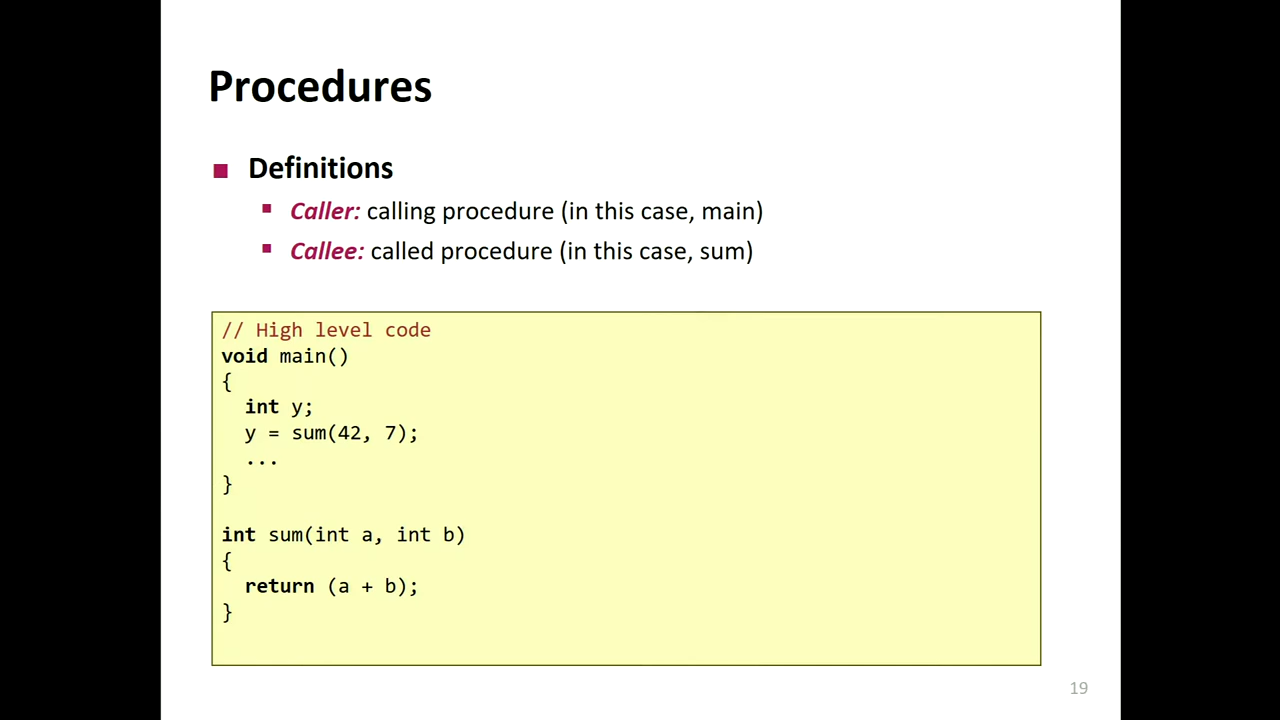 Procedures
■ Definitions
▪ Caller: calling procedure (in this case, main)
▪ Callee: called procedure (in this case, sum)
// High level code
void main()
{
  int y;
  y = sum(42, 7);
  ...
}

int sum(int a, int b)
{
  return (a + b);
}
19